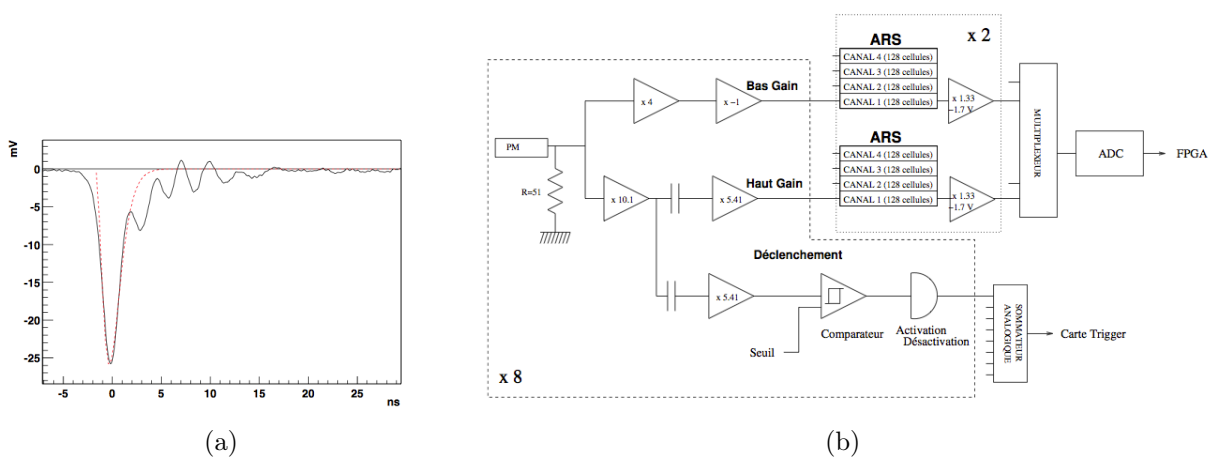 mV
0
-5
-10
-15
-20
-25
-5 0 5 10 15 20 25
ns
(a)
x 2
ARS
CANAL 4 (128 cellules)
CANAL 3 (128 cellules)
CANAL 2 (128 cellules)
CANAL 1 (128 cellules)
Bas Gain
x 4
x −1
x 1.33
−1.7 V
PM
R=51
ARS
CANAL 4 (128 cellules)
CANAL 3 (128 cellules)
CANAL 2 (128 cellules)
CANAL 1 (128 cellules)
Haut Gain
x 10.1
x 5.41
x 1.33
−1.7 V
MULTIPLEXEUR
ADC
FPGA
Déclenchement
x 5.41
Comparateur
Seuil
Activation
Désactivation
SOMMATEUR
ANALOGIQUE
Carte Trigger
x 8
(b)